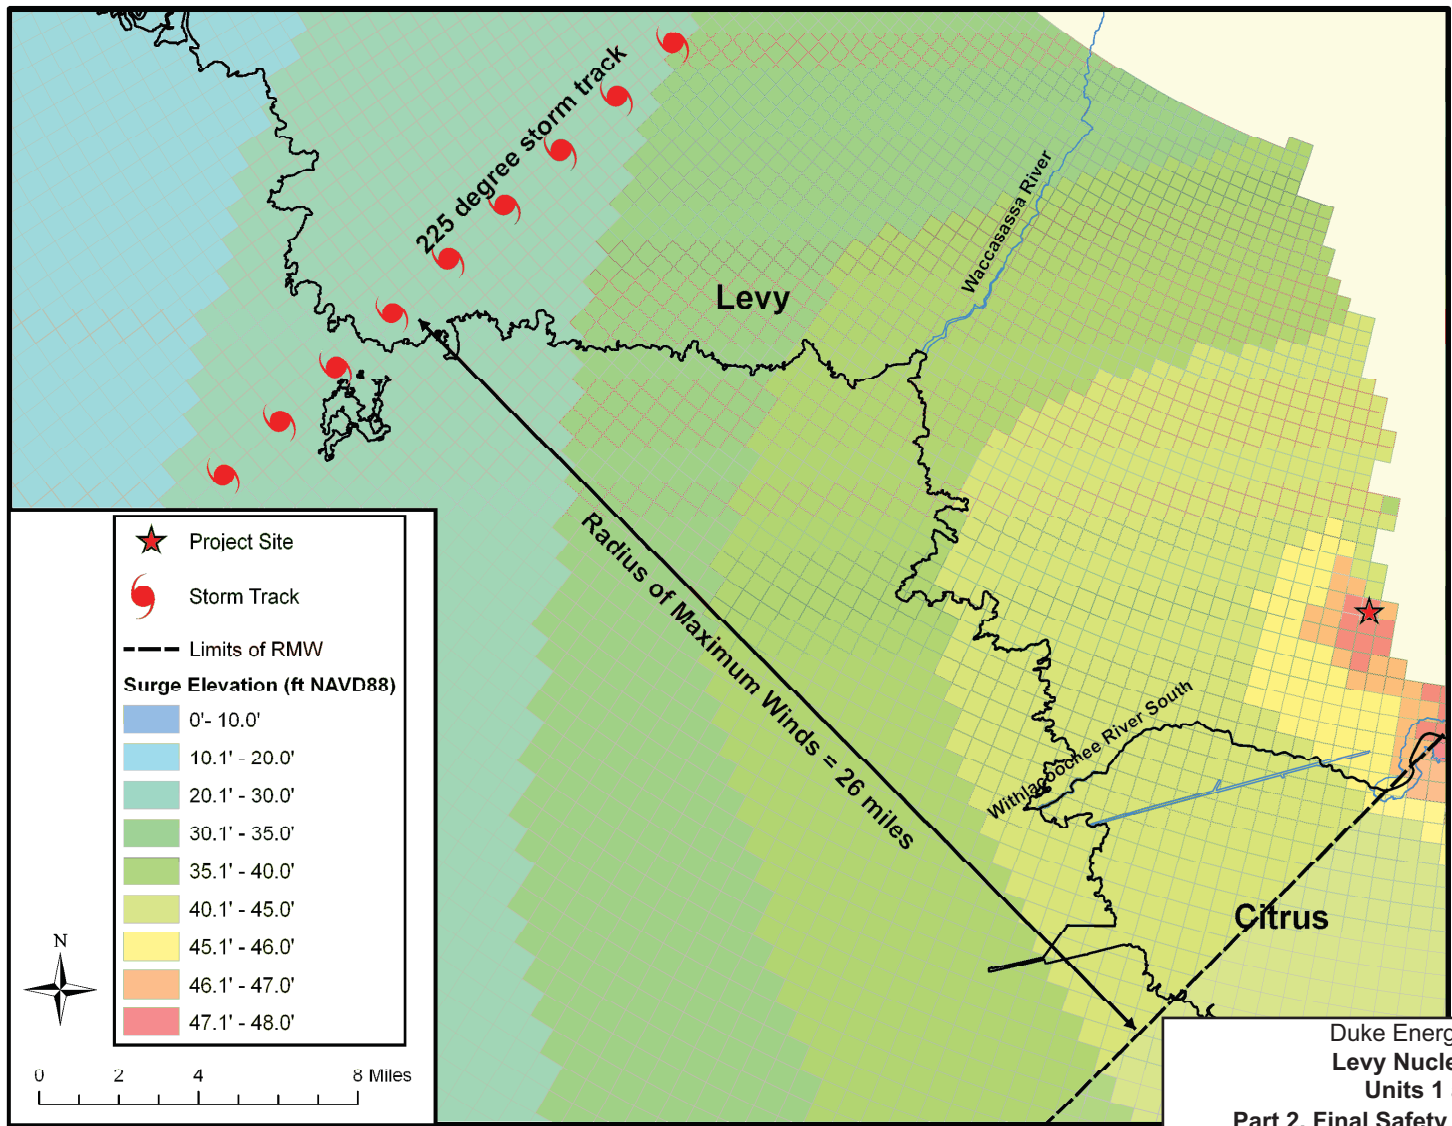 225 degree storm track
Waccasassa River
Levy
Radius of Maximum Winds = 26 miles
Withlacoochee River South
Citrus
Project Site
Storm Track
Limits of RMW
Surge Elevation (ft NAVD88)
0'- 10.0'
10.1' - 20.0'
20.1' - 30.0'
30.1' - 35.0'
35.1' - 40.0'
40.1' - 45.0'
45.1' - 46.0'
46.1' - 47.0'
47.1' - 48.0'
N
0 2 4 8 Miles
Duke Energ
Levy Nucle
Units 1
Part 2, Final Safety